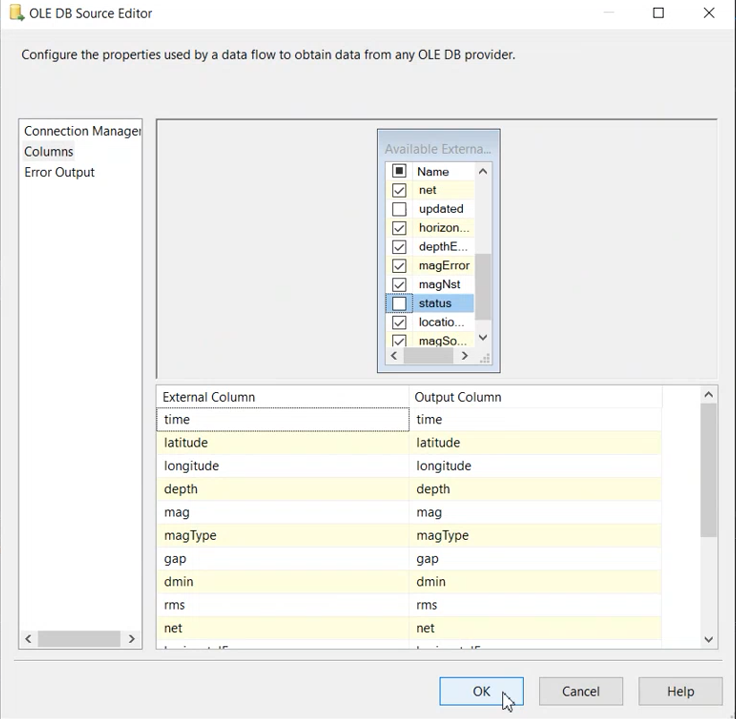 OLE DB Source Editor
Configure the properties used by a data flow to obtain data from any OLE DB provider.
Connection Manager
Columns
Error Output
Available Externa...
Name
net
updated
horizon...
depthE...
magError
magNst
status
locatio...
magSo...
External Column Output Column
time time
latitude latitude
longitude longitude
depth depth
mag mag
magType magType
gap gap
dmin dmin
rms rms
net net
OK Cancel Help